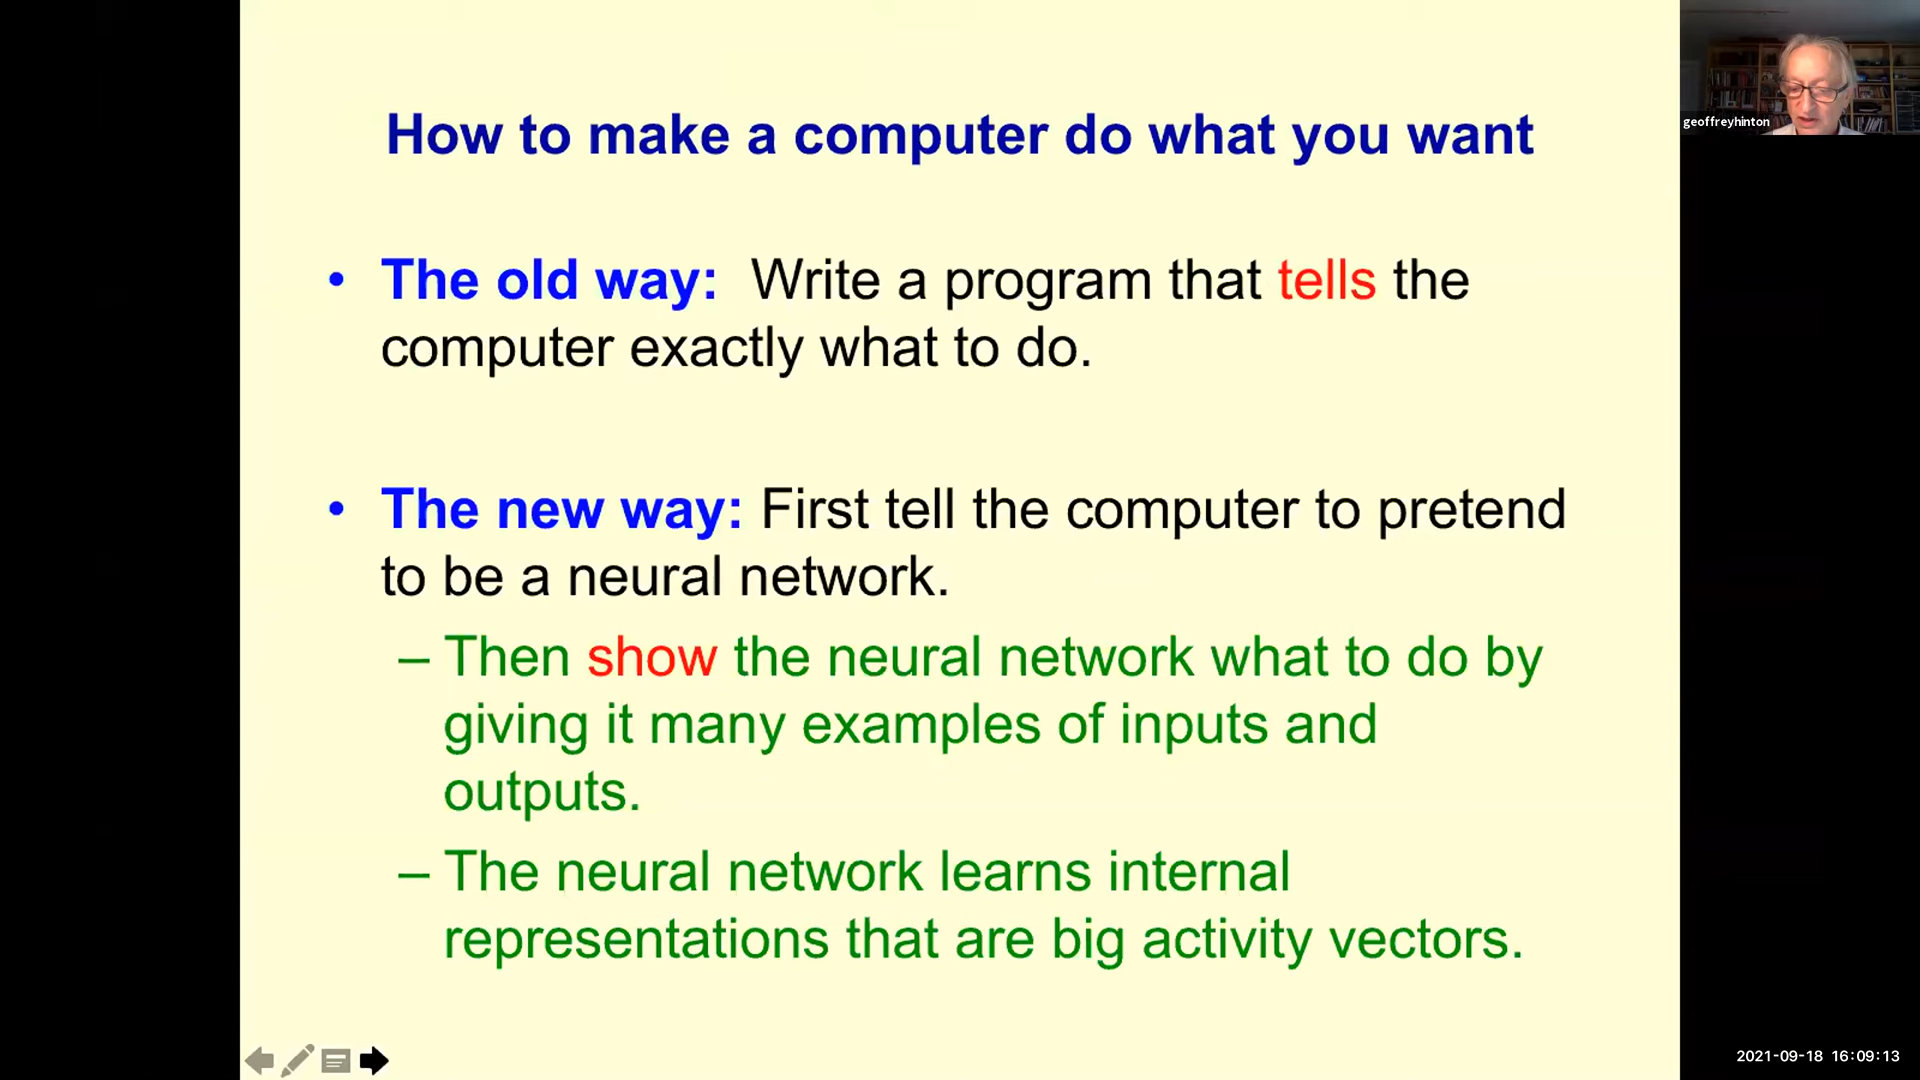 How to make a computer do what you want
geoffreyhinton
• The old way: Write a program that tells the
computer exactly what to do.
• The new way: First tell the computer to pretend
to be a neural network.
– Then show the neural network what to do by
giving it many examples of inputs and
outputs.
– The neural network learns internal
representations that are big activity vectors.
2021-09-18 16:09:13